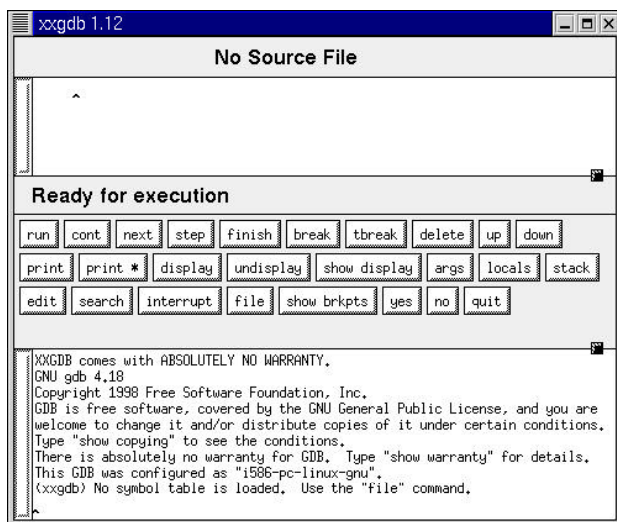 xxgdb 1.12
No Source File
^
Ready for execution
run cont next step finish break tbreak delete up down
print print * display undisplay show display args locals stack
edit search interrupt file show brkpts yes no quit
XXGDB comes with ABSOLUTELY NO WARRANTY.
GNU gdb 4.18
Copyright 1998 Free Software Foundation, Inc.
GDB is free software, covered by the GNU General Public License, and you are
welcome to change it and/or distribute copies of it under certain conditions.
Type "show copying" to see the conditions.
There is absolutely no warranty for GDB.  Type "show warranty" for details.
This GDB was configured as "i586-pc-linux-gnu".
(xxgdb) No symbol table is loaded.  Use the "file" command.
^